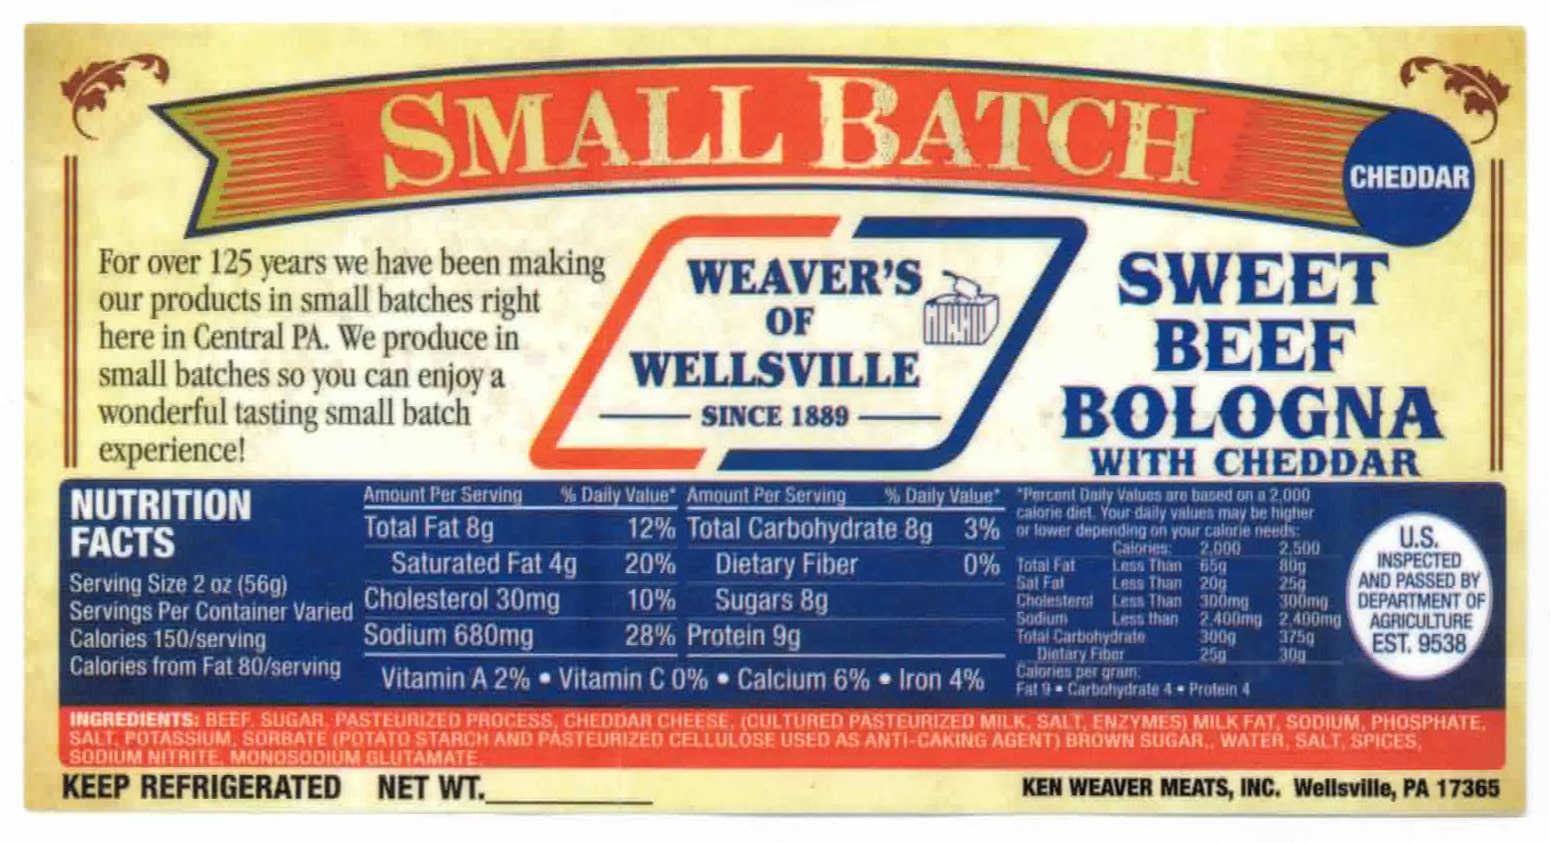 SMALL BATCH
CHEDDAR
For over 125 years we have been making
our products in small batches right
here in Central PA. We produce in
small batches so you can enjoy a
wonderful tasting small batch
experience!
WEAVER'S
OF
WELLSVILLE
SINCE 1889
SWEET
BEEF
BOLOGNA
WITH CHEDDAR
NUTRITION
FACTS
Serving Size 2 oz (56g)
Servings Per Container Varied
Calories 150/serving
Calories from Fat 80/serving
Amount Per Serving % Daily Value*
Total Fat 8g 12%
Saturated Fat 4g 20%
Cholesterol 30mg 10%
Sodium 680mg 28%
Amount Per Serving % Daily Value*
Total Carbohydrate 8g 3%
Dietary Fiber 0%
Sugars 8g
Protein 9g
Vitamin A 2% • Vitamin C 0% • Calcium 6% • Iron 4%
*Percent Daily Values are based on a 2,000
calorie diet. Your daily values may be higher
or lower depending on your calorie needs:
Calories: 2,000 2,500
Total Fat Less Than 65g 80g
Sat Fat Less Than 20g 25g
Cholesterol Less Than 300mg 300mg
Sodium Less than 2,400mg 2,400mg
Total Carbohydrate 300g 375g
Dietary Fiber 25g 30g
Calories per gram:
Fat 9 • Carbohydrate 4 • Protein 4
U.S.
INSPECTED
AND PASSED BY
DEPARTMENT OF
AGRICULTURE
EST. 9538
INGREDIENTS: BEEF, SUGAR, PASTEURIZED PROCESS, CHEDDAR CHEESE, (CULTURED PASTEURIZED MILK, SALT, ENZYMES) MILK FAT, SODIUM, PHOSPHATE,
SALT, POTASSIUM, SORBATE (POTATO STARCH AND PASTEURIZED CELLULOSE USED AS ANTI-CAKING AGENT) BROWN SUGAR,, WATER, SALT, SPICES,
SODIUM NITRITE, MONOSODIUM GLUTAMATE.
KEEP REFRIGERATED NET WT.____________
KEN WEAVER MEATS, INC. Wellsville, PA 17365